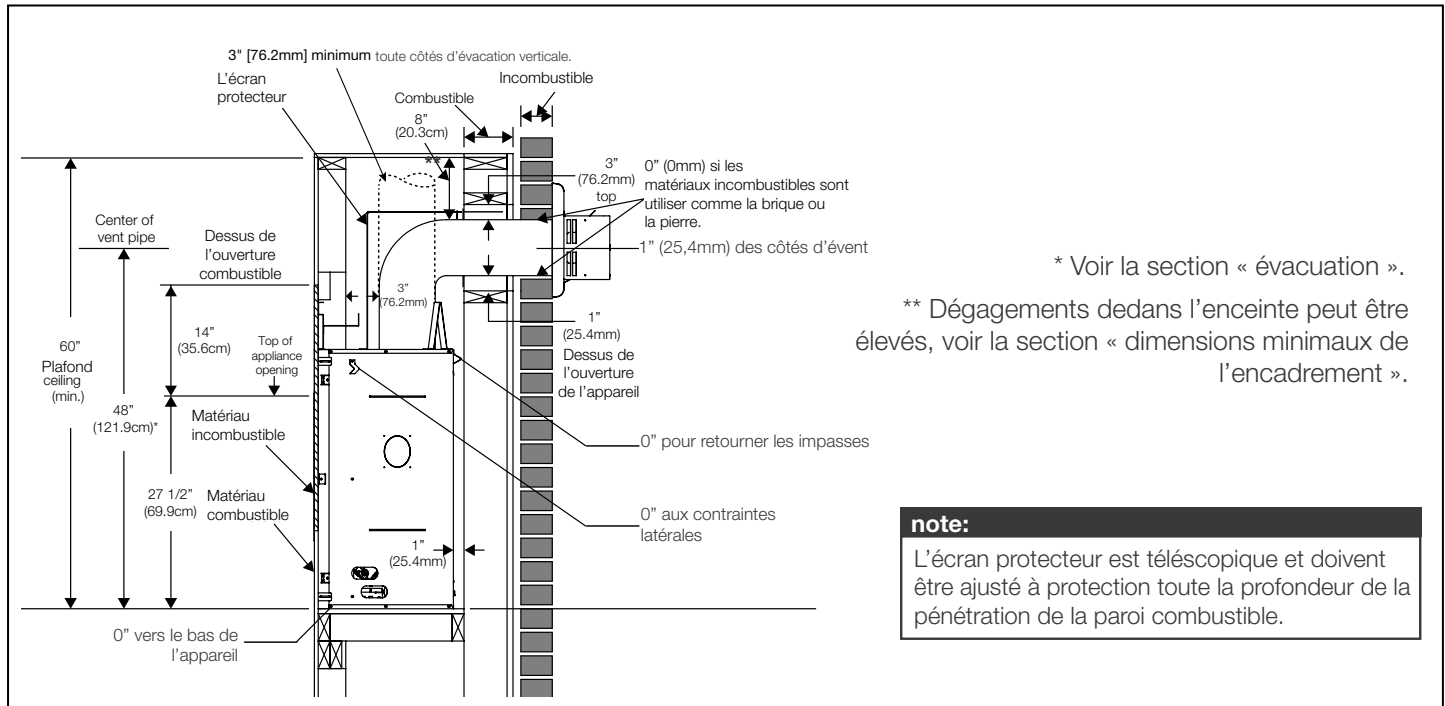 3" [76.2mm] minimum toute côtés d'évacation verticale.
L'écran
protecteur
Incombustible
Combustible
8"
(20.3cm)
**
3"
(76.2mm)
top
0" (0mm) si les
matériaux incombustibles sont
utiliser comme la brique ou
la pierre.
1" (25,4mm) des côtés d'évent
Center of
vent pipe
Dessus de
l'ouverture
combustible
3"
(76.2mm)
1"
(25.4mm)
Dessus de
l'ouverture
de l'appareil
14"
(35.6cm)
Top of
appliance
opening
60"
Plafond
ceiling
(min.)
48"
(121.9cm)*
Matériau
incombustible
27 1/2"
(69.9cm)
Matériau
combustible
0" pour retourner les impasses
0" aux contraintes
latérales
1"
(25.4mm)
0" vers le bas de
l'appareil
* Voir la section « évacuation ».
** Dégagements dedans l'enceinte peut être
élevés, voir la section « dimensions minimaux de
l'encadrement ».
note:
L'écran protecteur est téléscopique et doivent
être ajusté à protection toute la profondeur de la
pénétration de la paroi combustible.